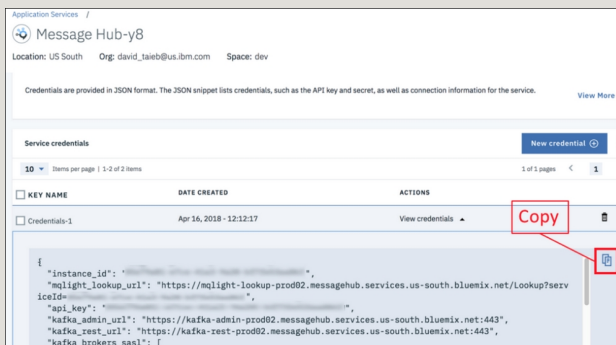 Application Services /
Message Hub-y8
Location: US South Org: david_taieb@us.ibm.com Space: dev
Credentials are provided in JSON format. The JSON snippet lists credentials, such as the API key and secret, as well as connection information for the service.
View More
Service credentials
New credential
10 Items per page | 1-2 of 2 items
1 of 1 pages < 1
KEY NAME DATE CREATED ACTIONS
Copy
Credentials-1 Apr 16, 2018 - 12:12:17 View credentials
{
"instance_id": "
",
"mqlight_lookup_url": "https://mqlight-lookup-prod02.messagehub.services.us-south.bluemix.net/Lookup?serv
iceId=
",
"api_key": "
",
"kafka_admin_url": "https://kafka-admin-prod02.messagehub.services.us-south.bluemix.net:443",
"kafka_rest_url": "https://kafka-rest-prod02.messagehub.services.us-south.bluemix.net:443",
"kafka_brokers_sasl": [